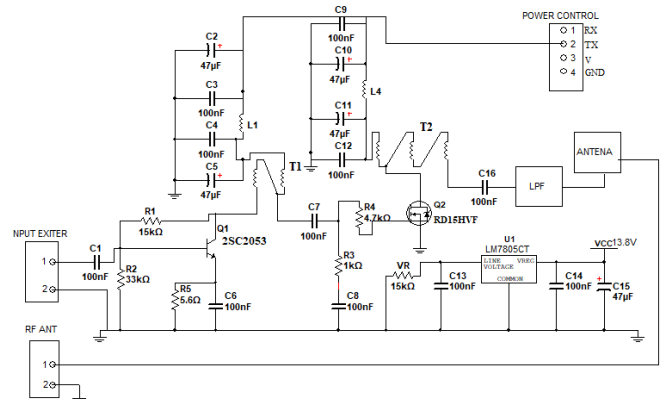 C9
100nF
POWER CONTROL
1 RX
2 TX
3 V
4 GND
C2
47µF
C10
47µF
C3
100nF
L4
C4
100nF
L1
C11
47µF
T2
C12
100nF
C5
47µF
T1
ANTENA
C16
100nF
LPF
C7
100nF
R4
4.7kΩ
Q2
RD15HVF
R1
15kΩ
Q1
2SC2053
NPUT EXITER
1
2
C1
100nF
R2
33kΩ
R3
1kΩ
VR
15kΩ
U1
LM7805CT
LINE VREG
VOLTAGE
COMMON
VCC 13.8V
C13
100nF
C14
100nF
C15
47µF
R5
5.6Ω
C6
100nF
C8
100nF
RF ANT
1
2